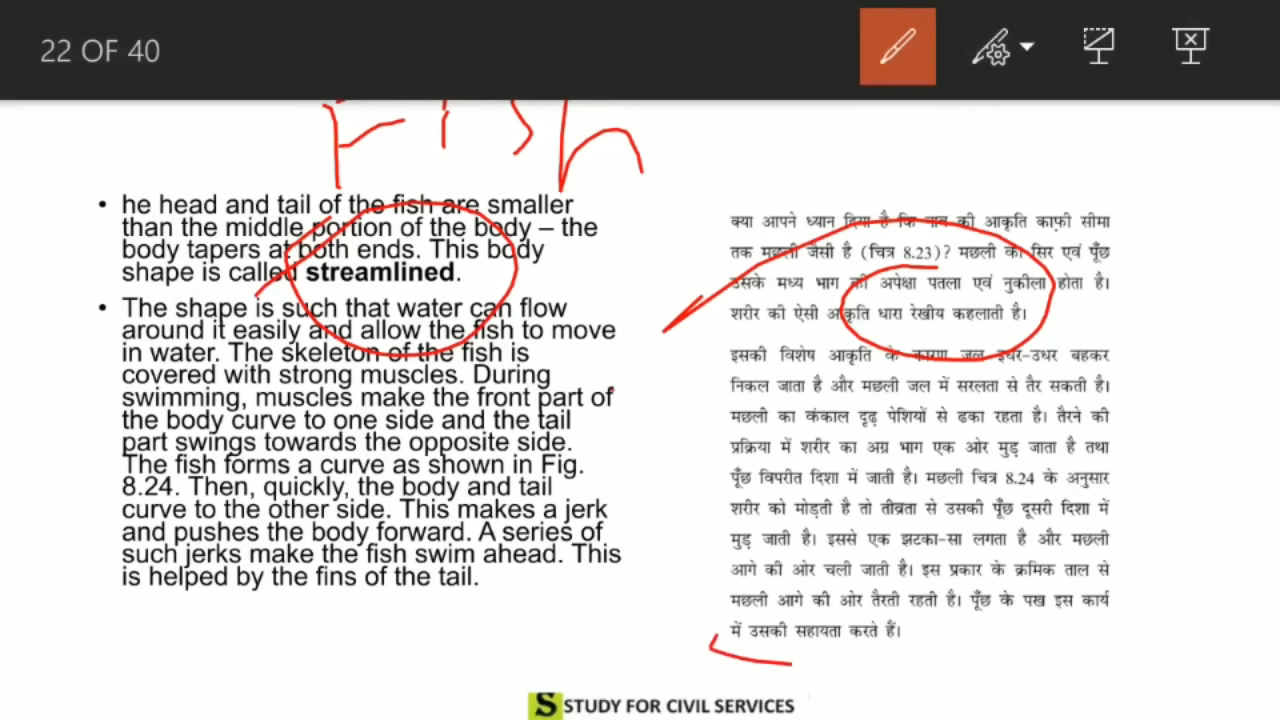 22 OF 40
Fish
• he head and tail of the fish are smaller
than the middle portion of the body – the
body tapers at both ends. This body
shape is called streamlined.
• The shape is such that water can flow
around it easily and allow the fish to move
in water. The skeleton of the fish is
covered with strong muscles. During
swimming, muscles make the front part of
the body curve to one side and the tail
part swings towards the opposite side.
The fish forms a curve as shown in Fig.
8.24. Then, quickly, the body and tail
curve to the other side. This makes a jerk
and pushes the body forward. A series of
such jerks make the fish swim ahead. This
is helped by the fins of the tail.
क्या आपने ध्यान दिया है कि नाव की आकृति काफ़ी सीमा
तक मछली जैसी है (चित्र 8.23)? मछली का सिर एवं पूँछ
उसके मध्य भाग की अपेक्षा पतला एवं नुकीला होता है।
शरीर की ऐसी आकृति धारा रेखीय कहलाती है।
इसकी विशेष आकृति के कारण जल इधर-उधर बहकर
निकल जाता है और मछली जल में सरलता से तैर सकती है।
मछली का कंकाल दृढ़ पेशियों से ढका रहता है। तैरने की
प्रक्रिया में शरीर का अग्र भाग एक ओर मुड़ जाता है तथा
पूँछ विपरीत दिशा में जाती है। मछली चित्र 8.24 के अनुसार
शरीर को मोड़ती है तो तीव्रता से उसकी पूँछ दूसरी दिशा में
मुड़ जाती है। इससे एक झटका-सा लगता है और मछली
आगे की ओर चली जाती है। इस प्रकार के क्रमिक ताल से
मछली आगे की ओर तैरती रहती है। पूँछ के पख इस कार्य
में उसकी सहायता करते हैं।
S STUDY FOR CIVIL SERVICES